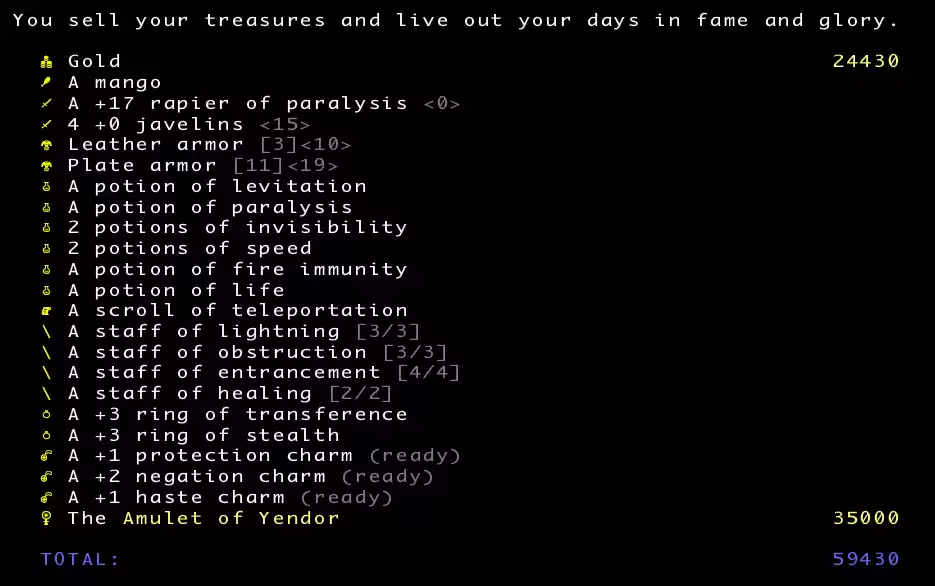 You sell your treasures and live out your days in fame and glory.
Gold 24430
A mango
A +17 rapier of paralysis <0>
4 +0 javelins <15>
Leather armor [3]<10>
Plate armor [11]<19>
A potion of levitation
A potion of paralysis
2 potions of invisibility
2 potions of speed
A potion of fire immunity
A potion of life
A scroll of teleportation
A staff of lightning [3/3]
A staff of obstruction [3/3]
A staff of entrancement [4/4]
A staff of healing [2/2]
A +3 ring of transference
A +3 ring of stealth
A +1 protection charm (ready)
A +2 negation charm (ready)
A +1 haste charm (ready)
The Amulet of Yendor 35000
TOTAL: 59430